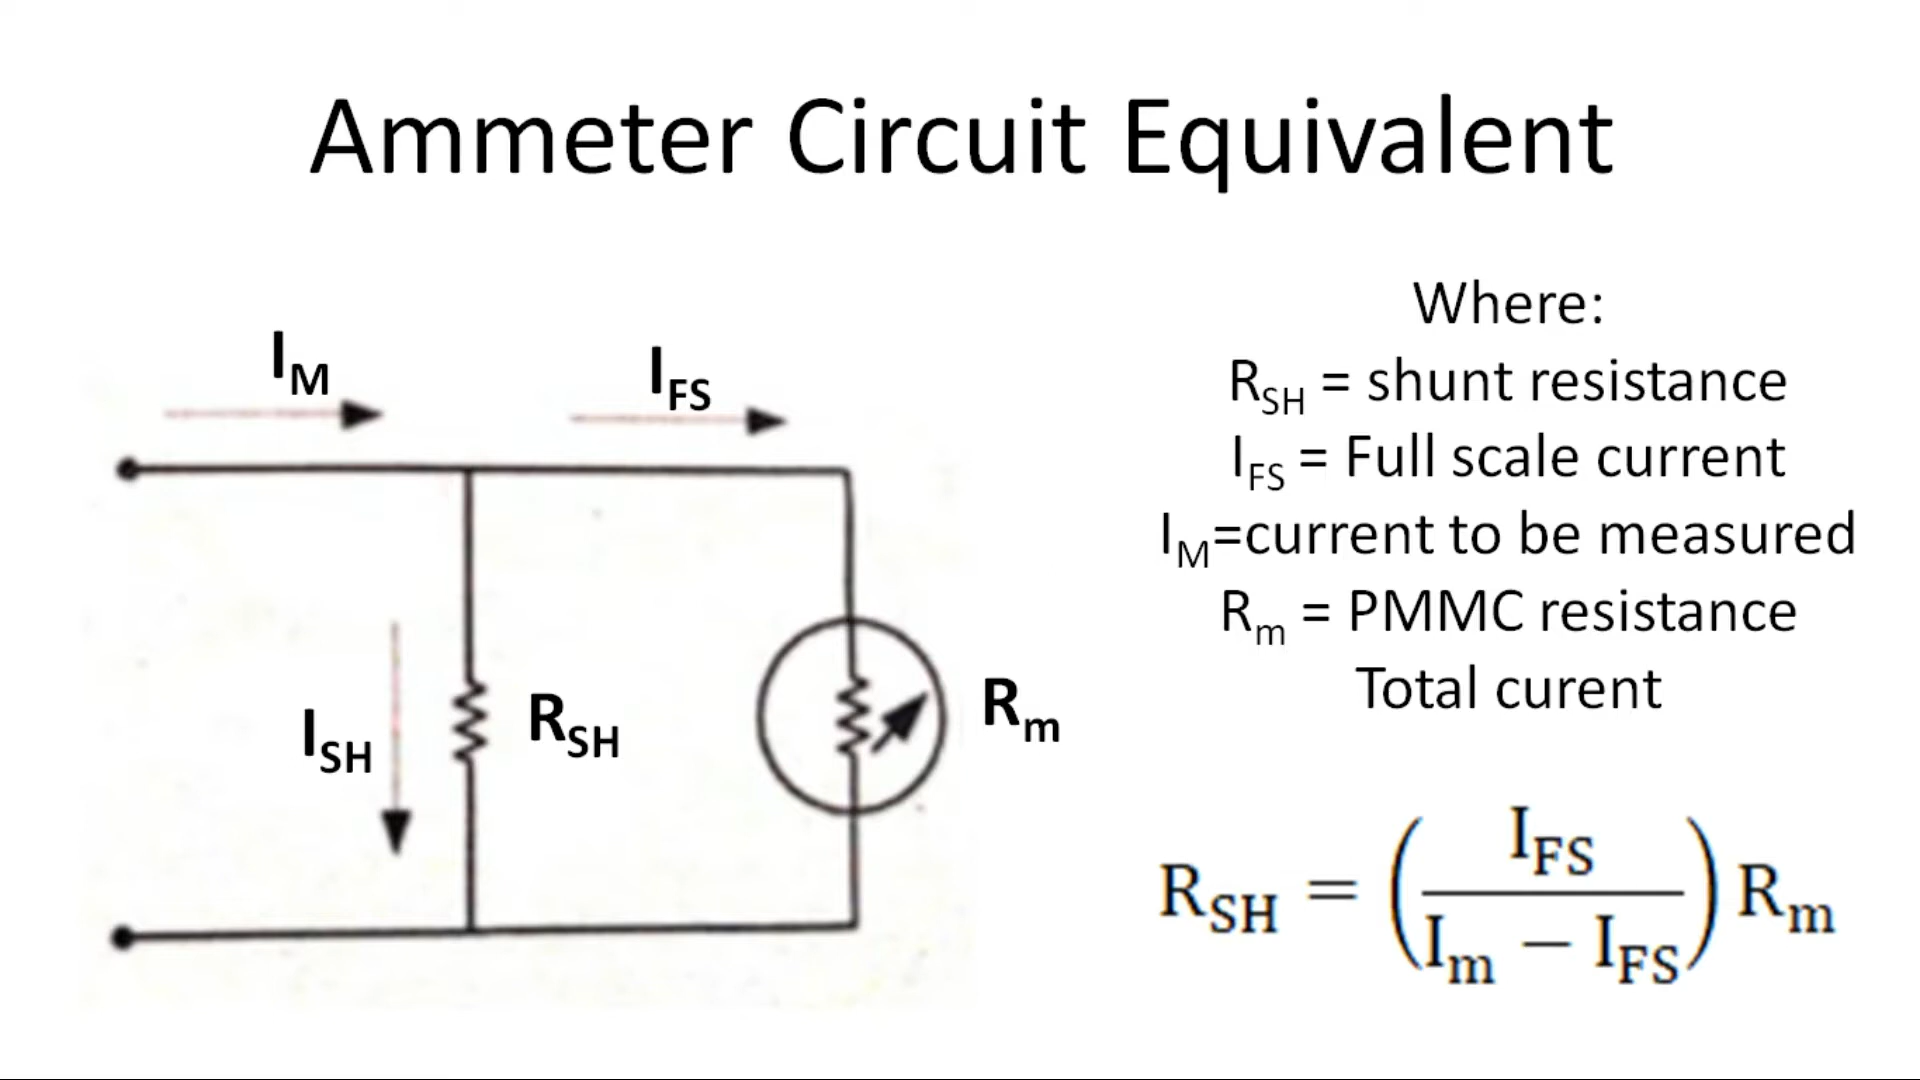 Ammeter Circuit Equivalent
I_M
I_FS
I_SH
R_SH
R_m
Where:
R_SH = shunt resistance
I_FS = Full scale current
I_M=current to be measured
R_m = PMMC resistance
Total curent
R_SH = (I_FS / (I_m − I_FS)) R_m